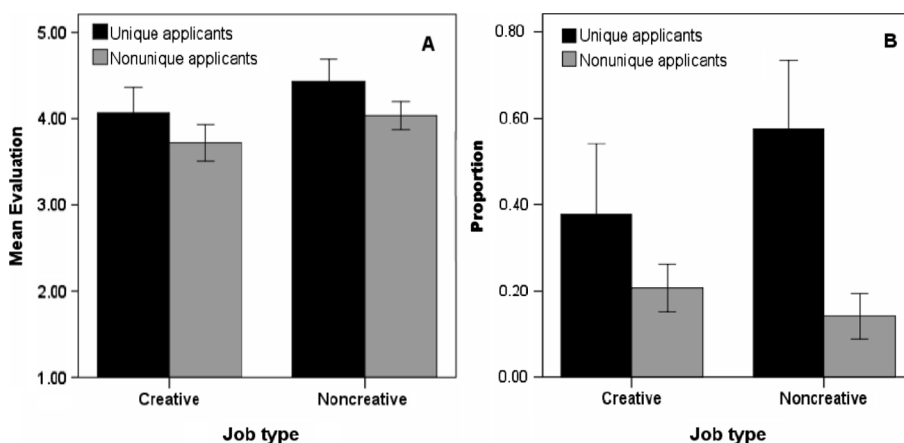 A
Unique applicants
Nonunique applicants
5.00
4.00
3.00
2.00
1.00
Mean Evaluation
Creative
Noncreative
Job type
B
Unique applicants
Nonunique applicants
0.80
0.60
0.40
0.20
0.00
Proportion
Creative
Noncreative
Job type